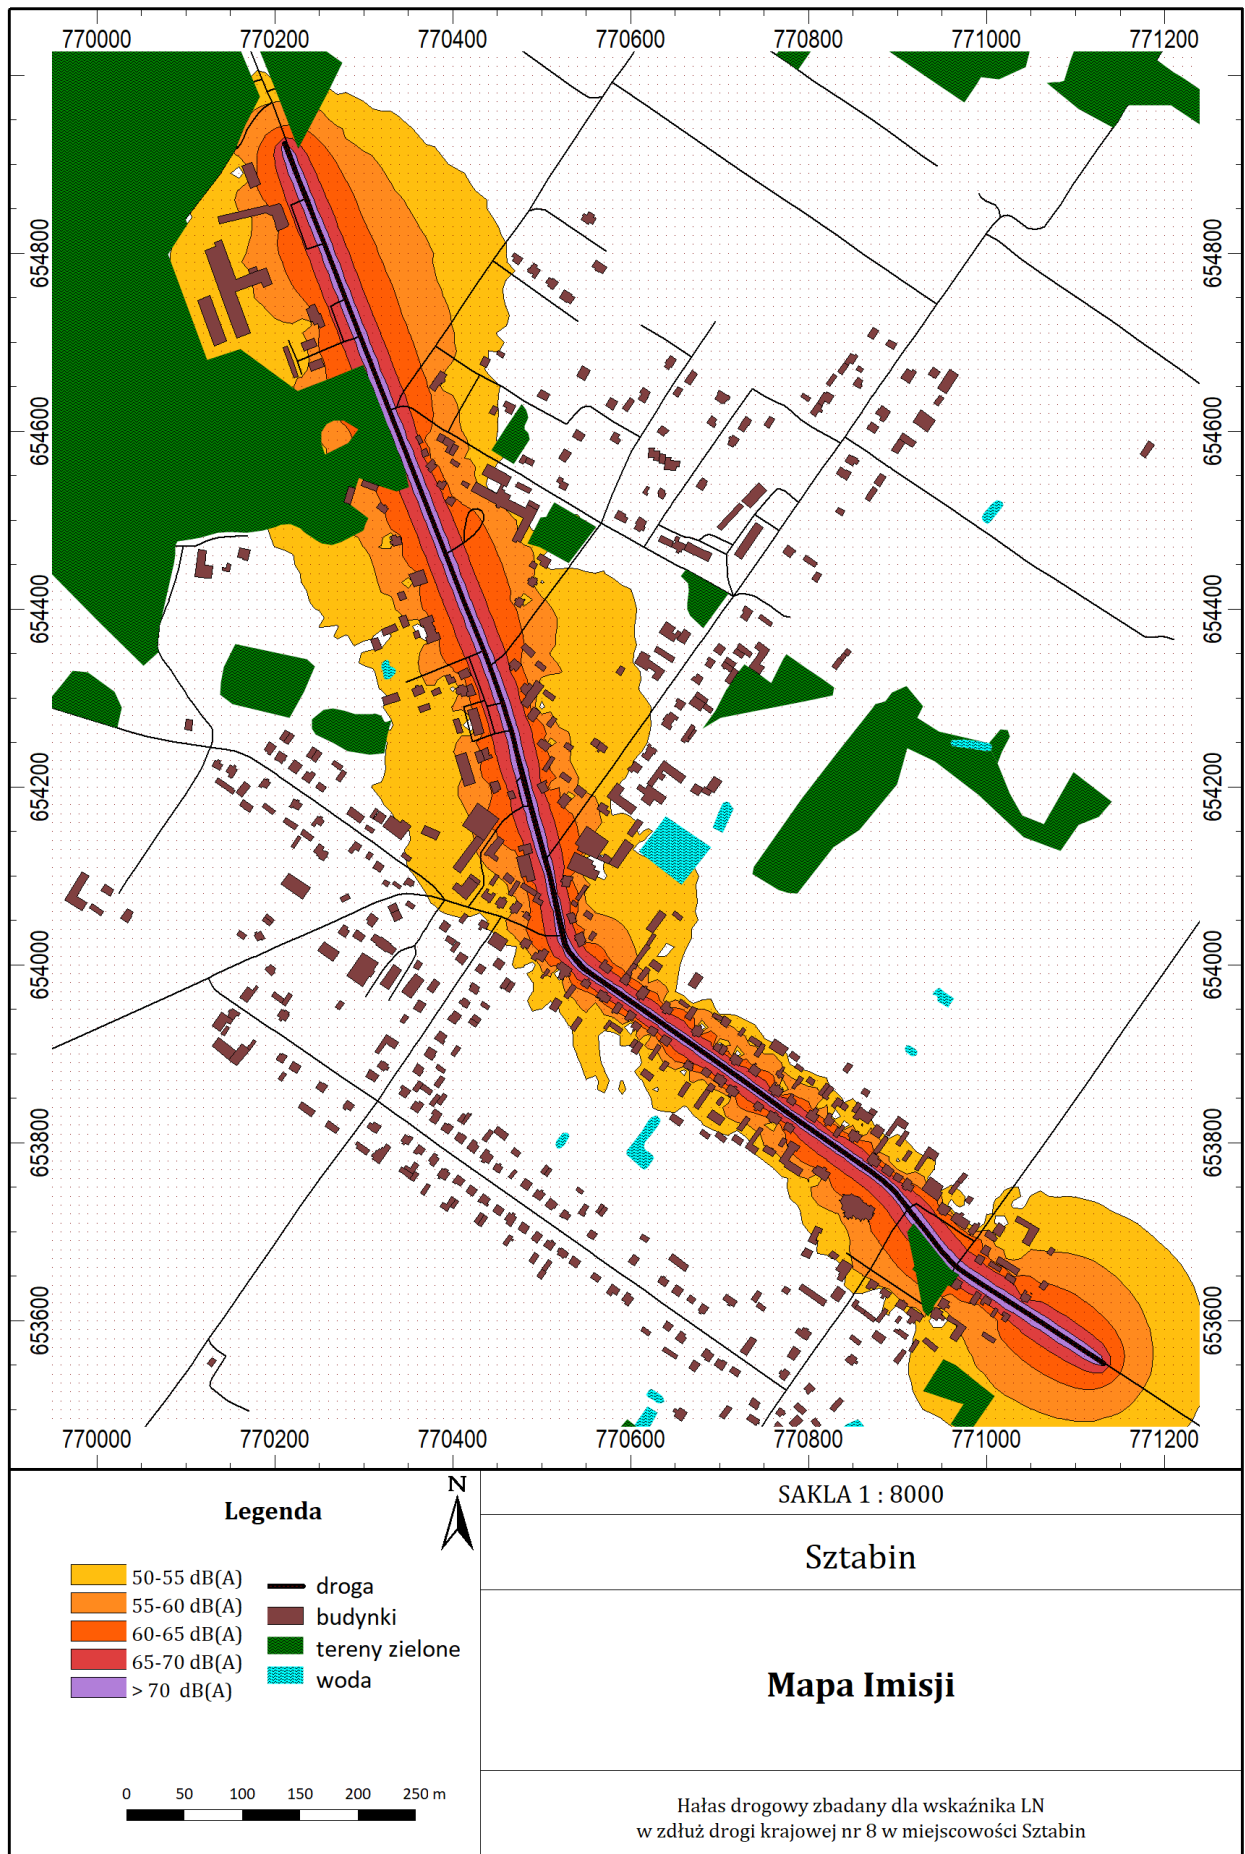 770000 770200 770400 770600 770800 771000 771200
654800 654800
654600 654600
654400 654400
654200 654200
654000 654000
653800 653800
653600 653600
770000 770200 770400 770600 770800 771000 771200
Legenda
N
50-55 dB(A)
55-60 dB(A)
60-65 dB(A)
65-70 dB(A)
> 70 dB(A)
droga
budynki
tereny zielone
woda
0 50 100 150 200 250 m
SAKLA 1 : 8000
Sztabin
Mapa Imisji
Hałas drogowy zbadany dla wskaźnika LN
w zdłuż drogi krajowej nr 8 w miejscowości Sztabin